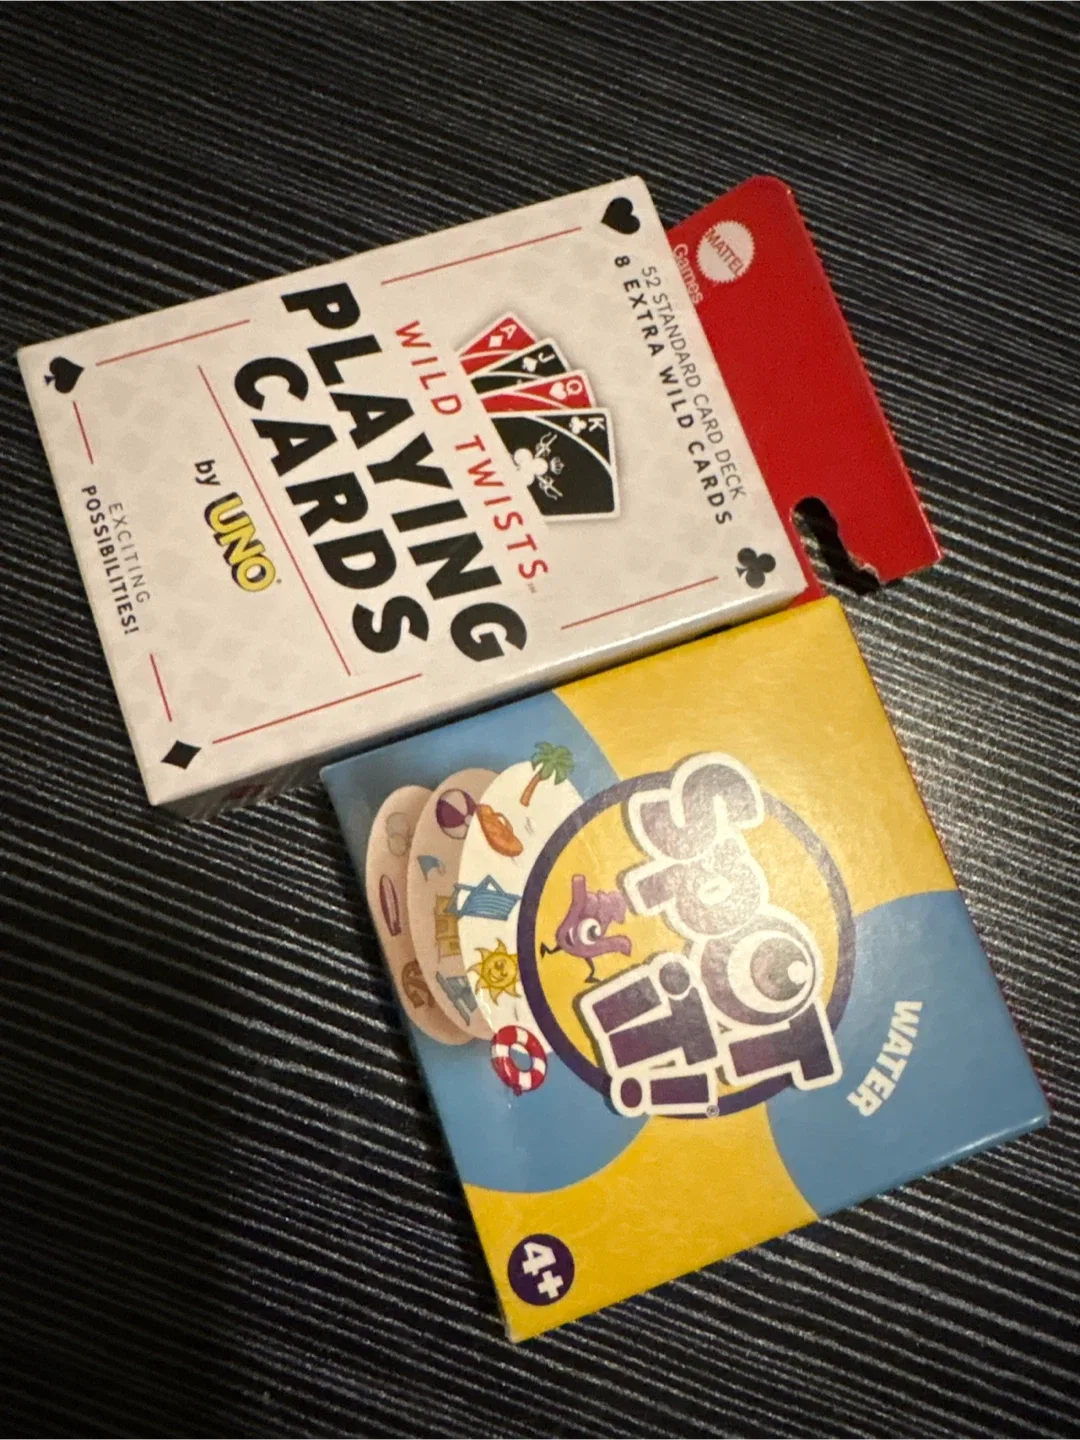 MATTEL
Games
52 STANDARD CARD DECK
8 EXTRA WILD CARDS
A
J
Q
K
WILD TWISTS™
PLAYING
CARDS
by UNO®
EXCITING
POSSIBILITIES!
WATER
SPOT
iT!®
4+